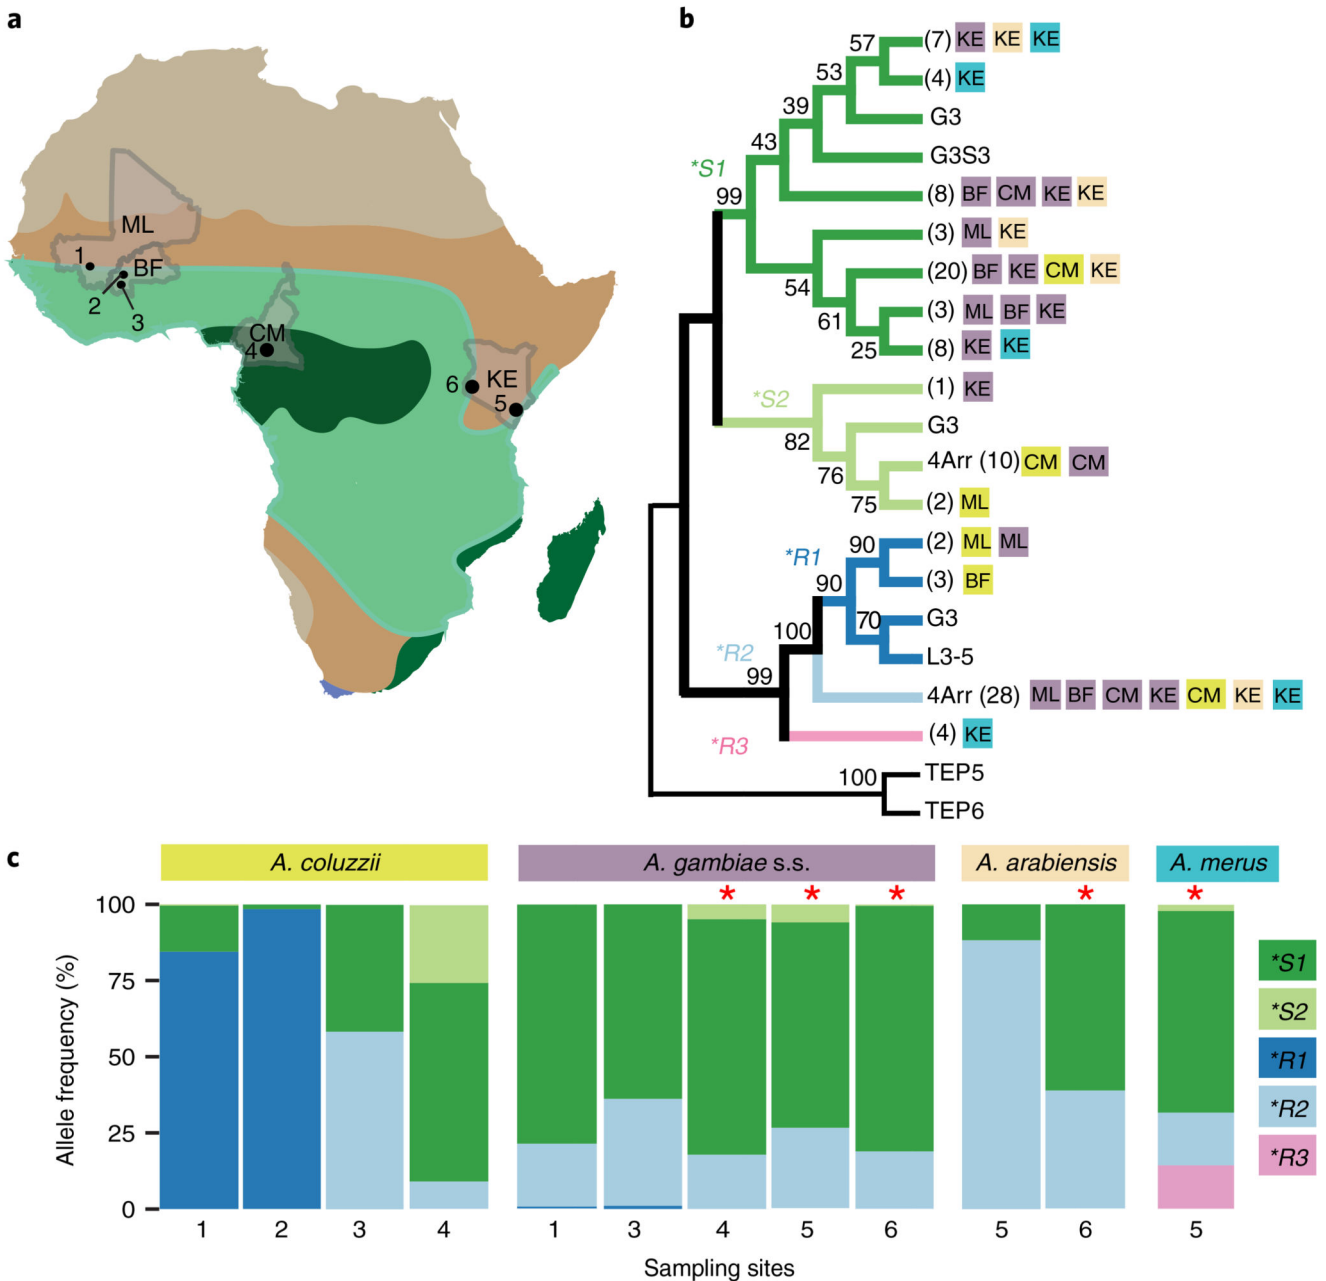 a
ML
1
BF
2
3
CM
4
6
KE
5
b
57
(7) KE KE KE
53
(4) KE
39
G3
43
G3S3
*S1
99
(8) BF CM KE KE
(3) ML KE
(20) BF KE CM KE
54
(3) ML BF KE
61
25
(8) KE KE
*S2
(1) KE
G3
82
4Arr (10) CM CM
76
75
(2) ML
*R1
90
(2) ML ML
90
(3) BF
70
G3
100
L3-5
*R2
99
4Arr (28) ML BF CM KE CM KE KE
*R3
(4) KE
100
TEP5
TEP6
c
A. coluzzii
A. gambiae s.s.
A. arabiensis
A. merus
* * * * *
Allele frequency (%)
100
75
50
25
0
1 2 3 4 1 3 4 5 6 5 6 5
Sampling sites
*S1
*S2
*R1
*R2
*R3